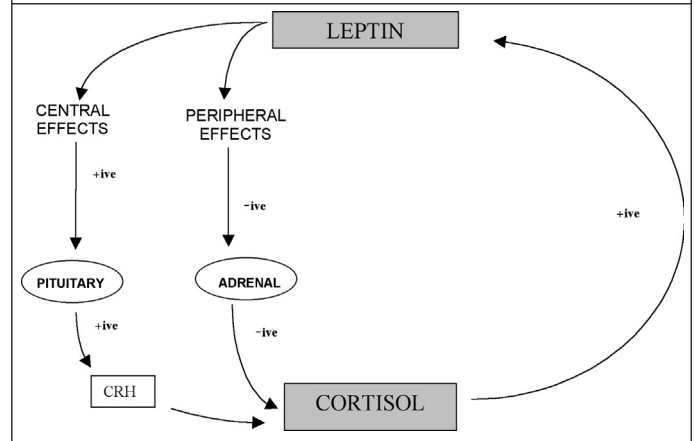 LEPTIN
CENTRAL
EFFECTS
PERIPHERAL
EFFECTS
+ive
-ive
+ive
PITUITARY
ADRENAL
+ive
-ive
CRH
CORTISOL